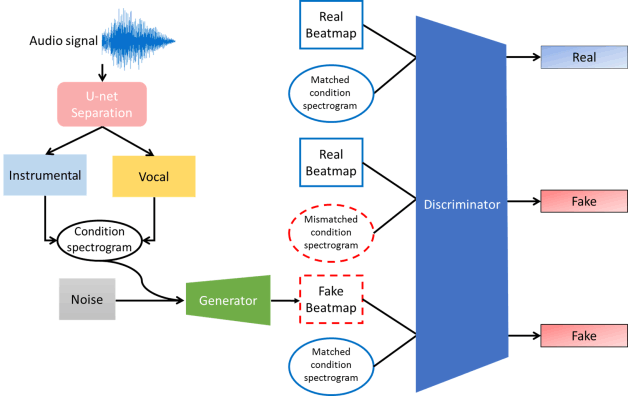 Audio signal
U-net
Separation
Instrumental
Vocal
Condition
spectrogram
Noise
Generator
Real
Beatmap
Matched
condition
spectrogram
Real
Beatmap
Mismatched
condition
spectrogram
Fake
Beatmap
Matched
condition
spectrogram
Discriminator
Real
Fake
Fake